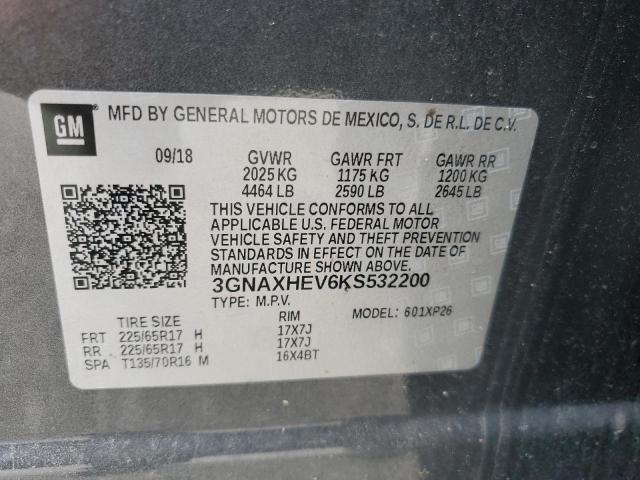 GM
MFD BY GENERAL MOTORS DE MEXICO, S. DE R.L. DE C.V.
09/18 GVWR GAWR FRT GAWR RR
2025 KG 1175 KG 1200 KG
4464 LB 2590 LB 2645 LB
THIS VEHICLE CONFORMS TO ALL
APPLICABLE U.S. FEDERAL MOTOR
VEHICLE SAFETY AND THEFT PREVENTION
STANDARDS IN EFFECT ON THE DATE OF
MANUFACTURE SHOWN ABOVE.
3GNAXHEV6KS532200
TYPE: M.P.V.
TIRE SIZE RIM MODEL: 601XP26
FRT 225/65R17 H 17X7J
RR 225/65R17 H 17X7J
SPA T135/70R16 M 16X4BT